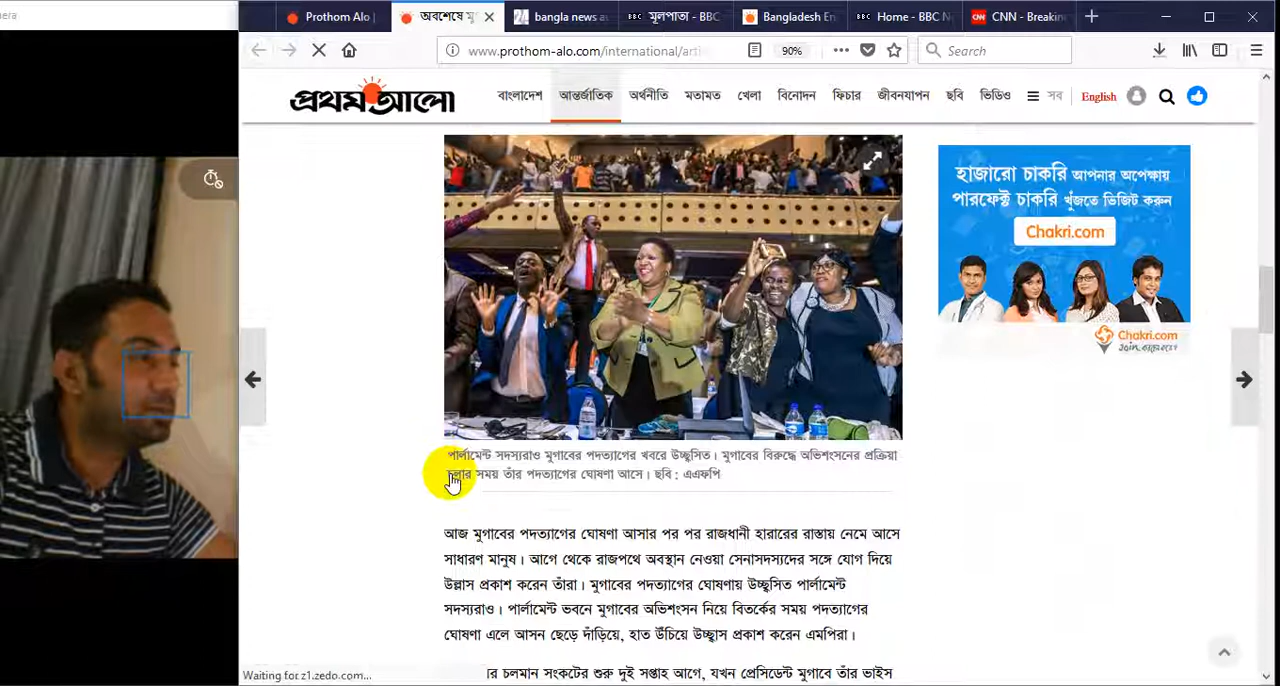 era
Prothom Alo |
অবশেষে মু
bangla news a
BBC মূলপাতা - BBC
Bangladesh En
BBC Home - BBC N
CNN CNN - Breakin
www.prothom-alo.com/international/arti
90%
Search
প্রথম আলো
বাংলাদেশ
আন্তর্জাতিক
অর্থনীতি
মতামত
খেলা
বিনোদন
ফিচার
জীবনযাপন
ছবি
ভিডিও
সব
English
হাজারো চাকরি আপনার অপেক্ষায়
পারফেক্ট চাকরি খুঁজতে ভিজিট করুন
Chakri.com
Chakri.com
পার্লামেন্ট সদস্যরাও মুগাবের পদত্যাগের খবরে উচ্ছ্বসিত। মুগাবের বিরুদ্ধে অভিশংসনের প্রক্রিয়া
চলার সময় তাঁর পদত্যাগের ঘোষণা আসে। ছবি : এএফপি
আজ মুগাবের পদত্যাগের ঘোষণা আসার পর পর রাজধানী হারারের রাস্তায় নেমে আসে
সাধারণ মানুষ। আগে থেকে রাজপথে অবস্থান নেওয়া সেনাসদস্যদের সঙ্গে যোগ দিয়ে
উল্লাস প্রকাশ করেন তাঁরা। মুগাবের পদত্যাগের ঘোষণায় উচ্ছ্বসিত পার্লামেন্ট
সদস্যরাও। পার্লামেন্ট ভবনে মুগাবের অভিশংসন নিয়ে বিতর্কের সময় পদত্যাগের
ঘোষণা এলে আসন ছেড়ে দাঁড়িয়ে, হাত উঁচিয়ে উচ্ছ্বাস প্রকাশ করেন এমপিরা।
র চলমান সংকটের শুরু দুই সপ্তাহ আগে, যখন প্রেসিডেন্ট মুগাবে তাঁর ভাইস
Waiting for z1.zedo.com...